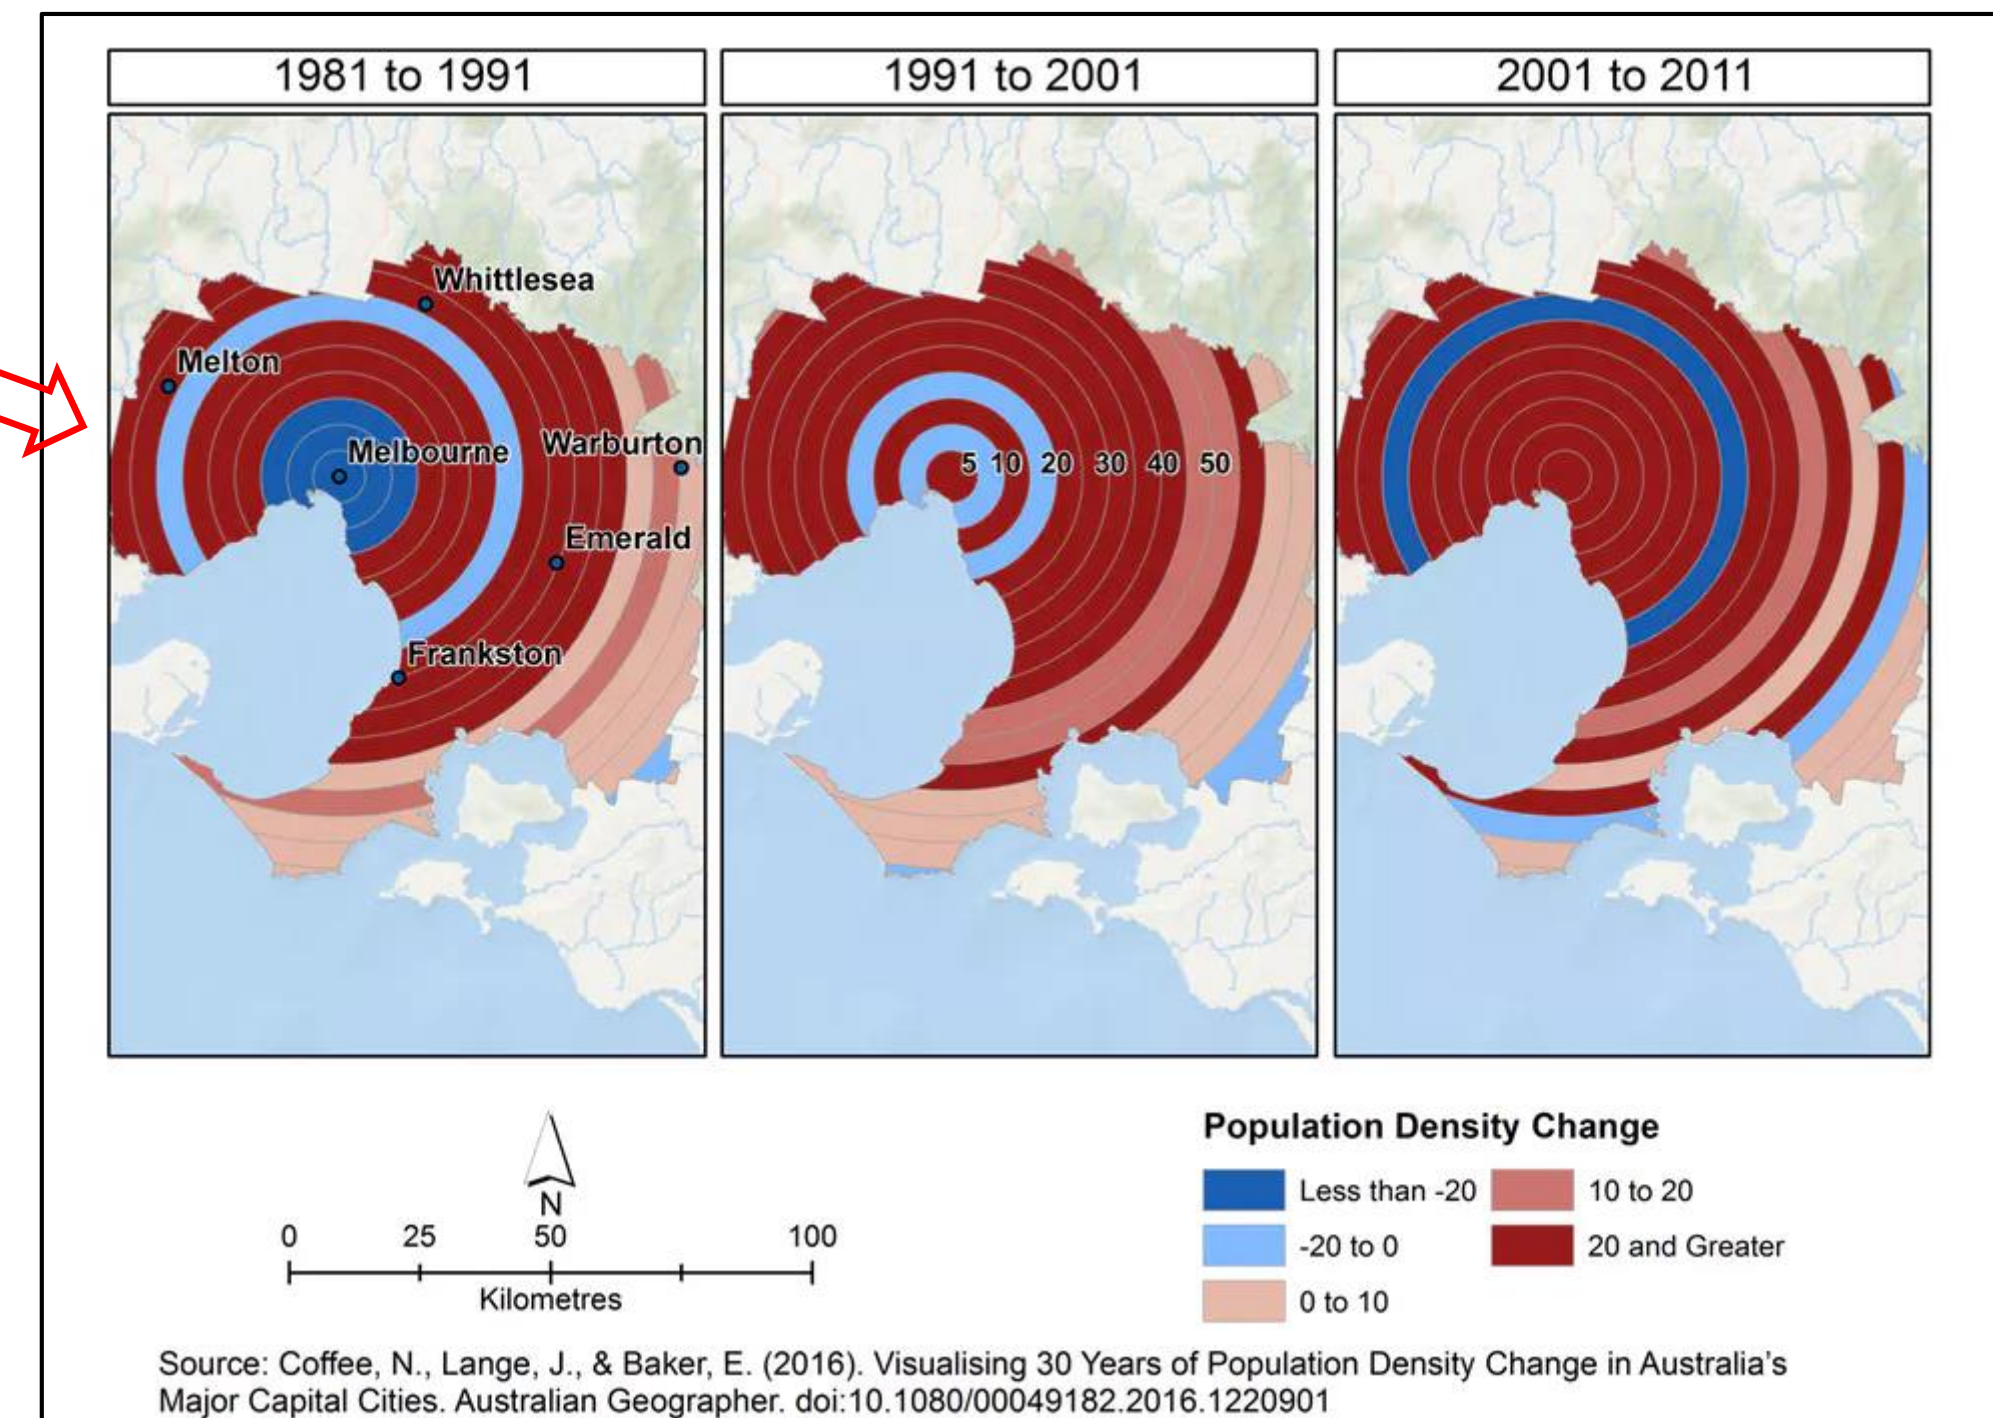 1981 to 1991
1991 to 2001
2001 to 2011
Whittlesea
Melton
Melbourne
Warburton
Emerald
Frankston
5 10 20 30 40 50
N
0 25 50 100
Kilometres
Population Density Change
Less than -20
-20 to 0
0 to 10
10 to 20
20 and Greater
Source: Coffee, N., Lange, J., & Baker, E. (2016). Visualising 30 Years of Population Density Change in Australia's
Major Capital Cities. Australian Geographer. doi:10.1080/00049182.2016.1220901